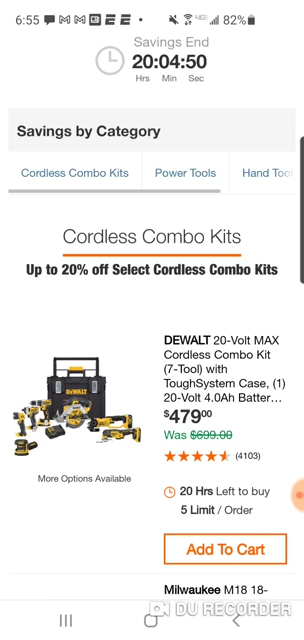 6:55
82%
Savings End
20:04:50
Hrs Min Sec
Savings by Category
Cordless Combo Kits Power Tools Hand Tool
Cordless Combo Kits
Up to 20% off Select Cordless Combo Kits
DEWALT 20-Volt MAX
Cordless Combo Kit
(7-Tool) with
ToughSystem Case, (1)
20-Volt 4.0Ah Batter...
$479 00
Was $699.00
(4103)
DEWALT
More Options Available
20 Hrs Left to buy
5 Limit / Order
Add To Cart
Milwaukee M18 18-
DU RECORDER